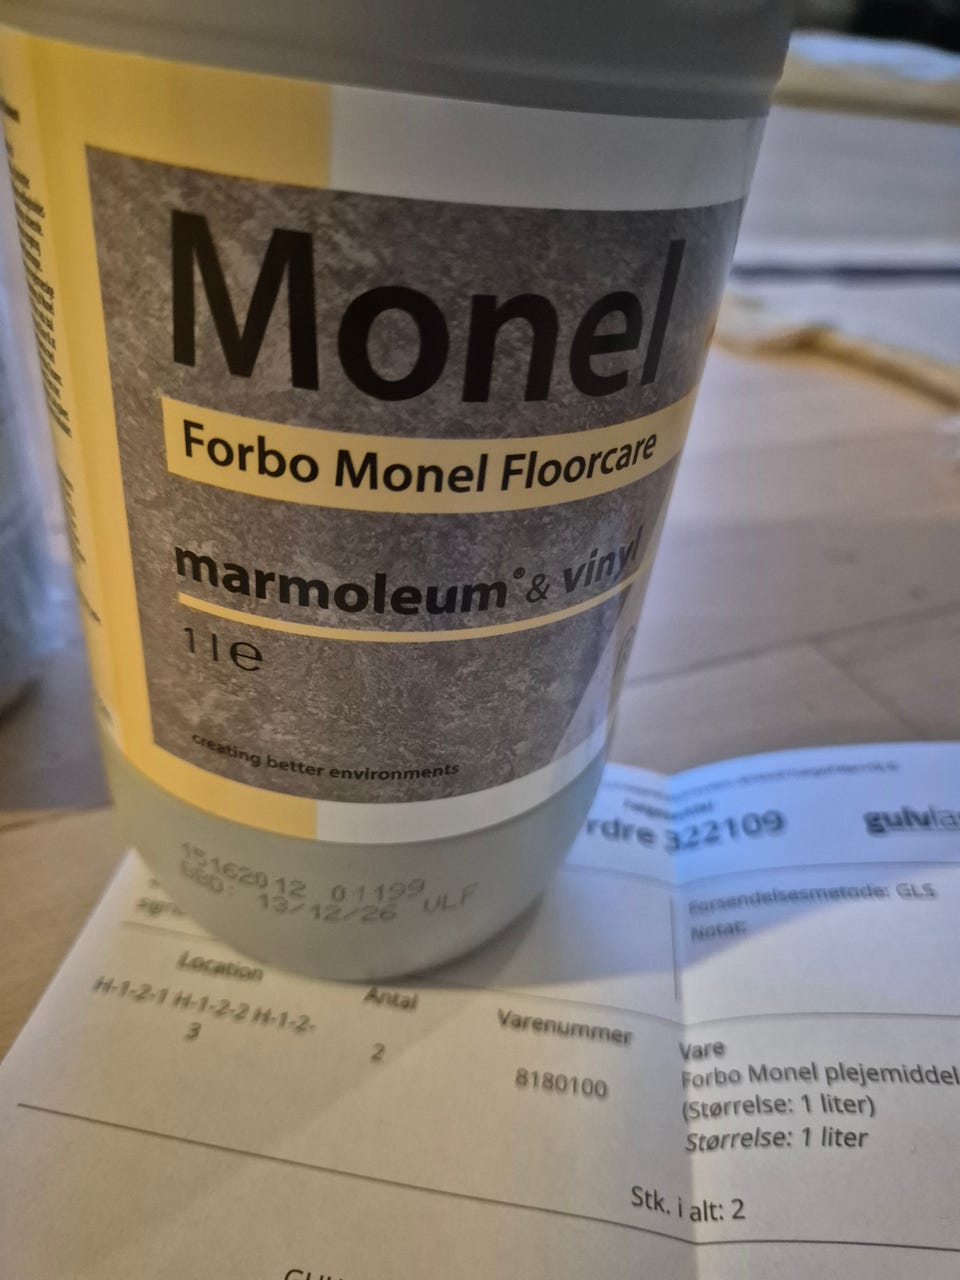 Monel
Forbo Monel Floorcare
marmoleum® & vinyl
1 l e
creating better environments
15162012 01199
BBD: 13/12/26 ULF
rdre 322109
gulvla
Forsendelsesmetode: GLS
Notat:
Location
Antal
Varenummer
Vare
H-1-2-1 H-1-2-2 H-1-2-
3
2
8180100
Forbo Monel plejemiddel
(Størrelse: 1 liter)
Størrelse: 1 liter
Stk. i alt: 2